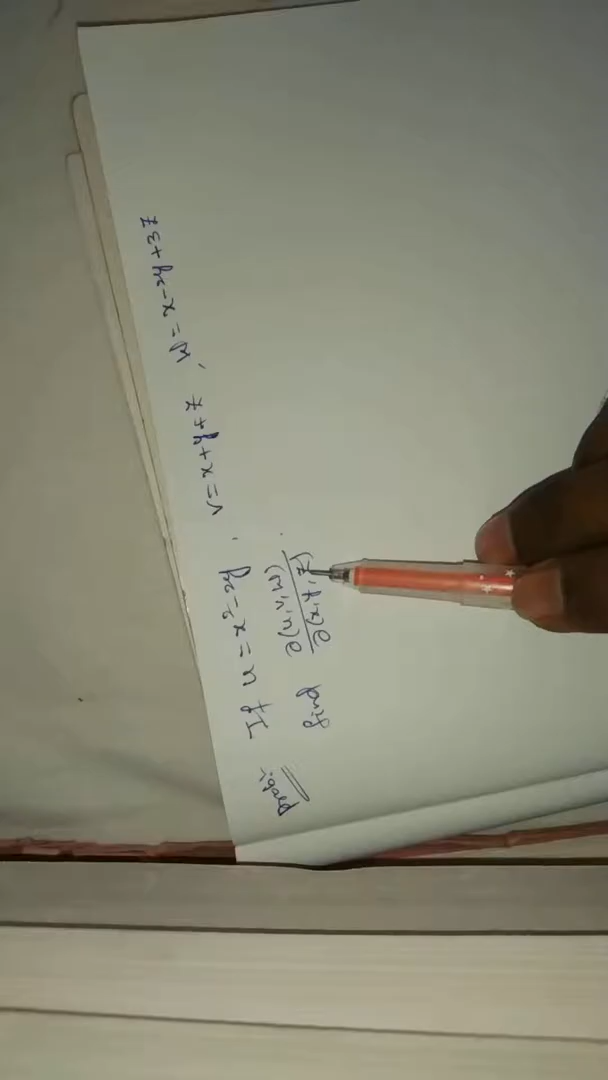 prob:- If u = x²-2y, v = x+y+z, w = x-2y+3z
find ∂(u,v,w)/∂(x,y,z).